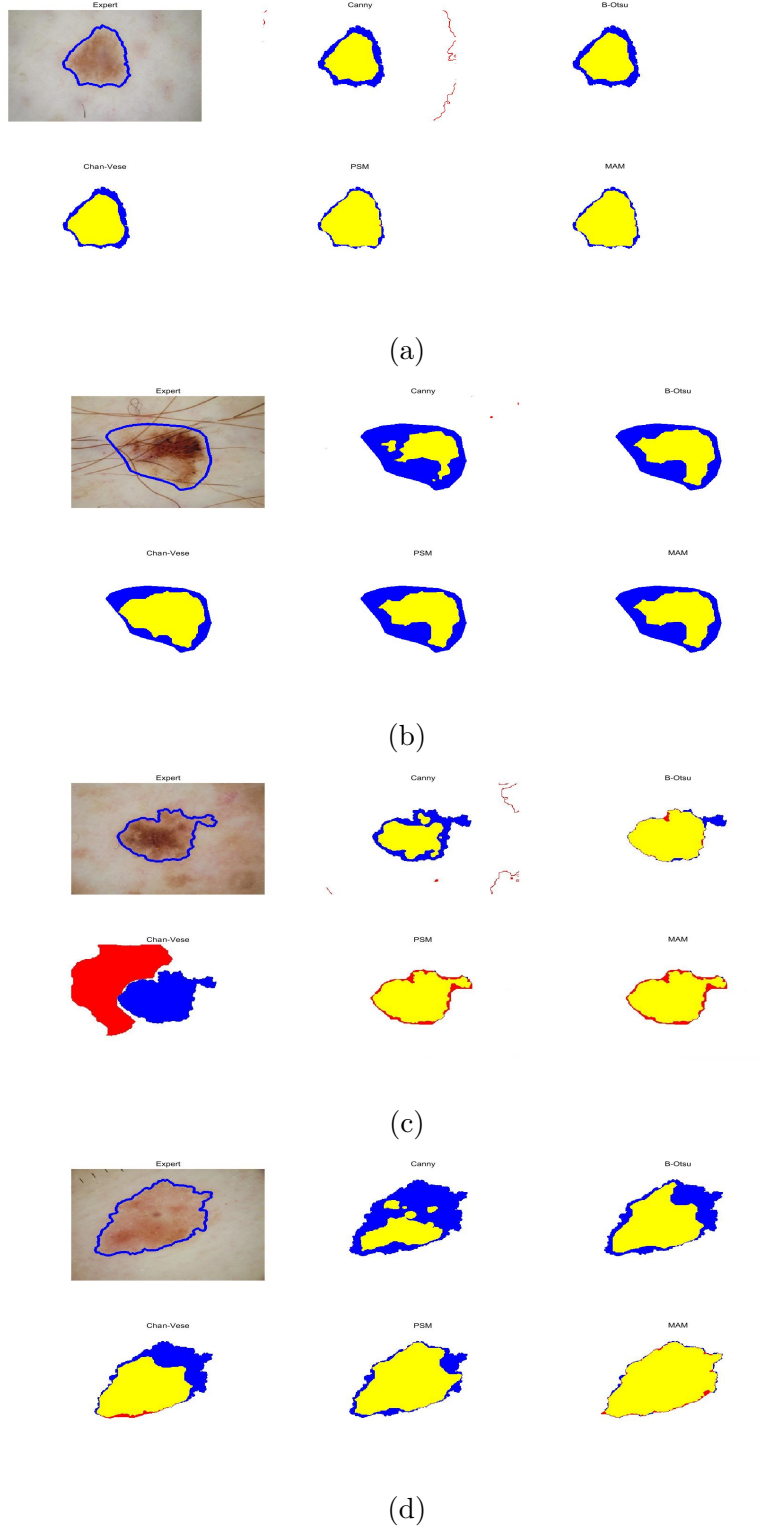 Expert Canny B-Otsu
Chan-Vese PSM MAM
(a)
Expert Canny B-Otsu
Chan-Vese PSM MAM
(b)
Expert Canny B-Otsu
Chan-Vese PSM MAM
(c)
Expert Canny B-Otsu
Chan-Vese PSM MAM
(d)